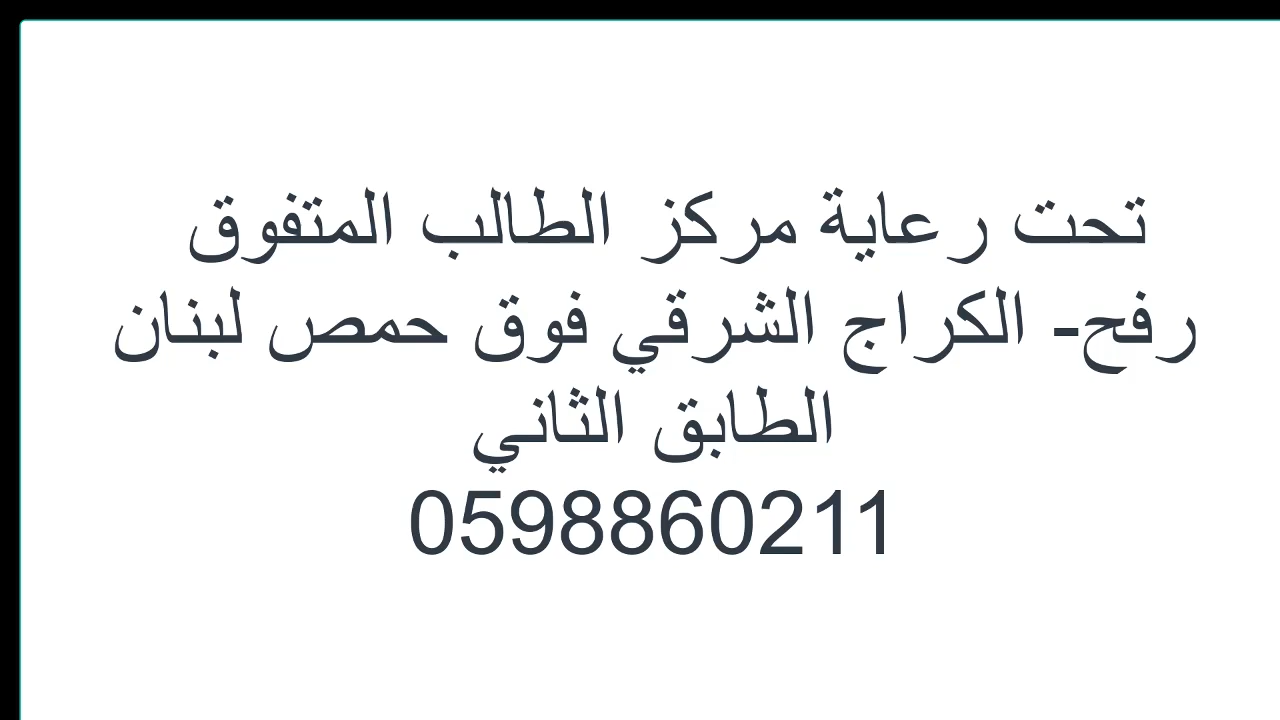 تحت رعاية مركز الطالب المتفوق
رفح- الكراج الشرقي فوق حمص لبنان
الطابق الثاني
0598860211